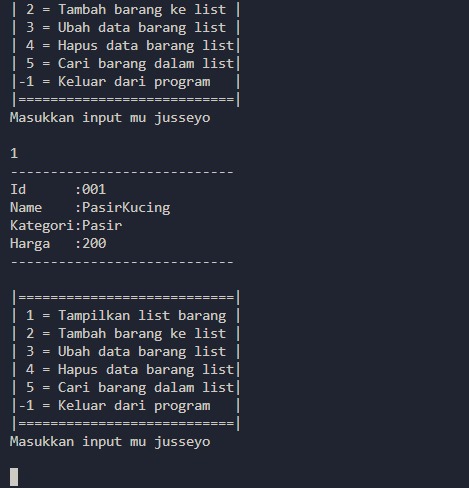 | 2 = Tambah barang ke list |
| 3 = Ubah data barang list |
| 4 = Hapus data barang list|
| 5 = Cari barang dalam list|
|-1 = Keluar dari program   |
|===========================|
Masukkan input mu jusseyo
1
----------------------------
Id      :001
Name    :PasirKucing
Kategori:Pasir
Harga   :200
----------------------------
|===========================|
| 1 = Tampilkan list barang |
| 2 = Tambah barang ke list |
| 3 = Ubah data barang list |
| 4 = Hapus data barang list|
| 5 = Cari barang dalam list|
|-1 = Keluar dari program   |
|===========================|
Masukkan input mu jusseyo